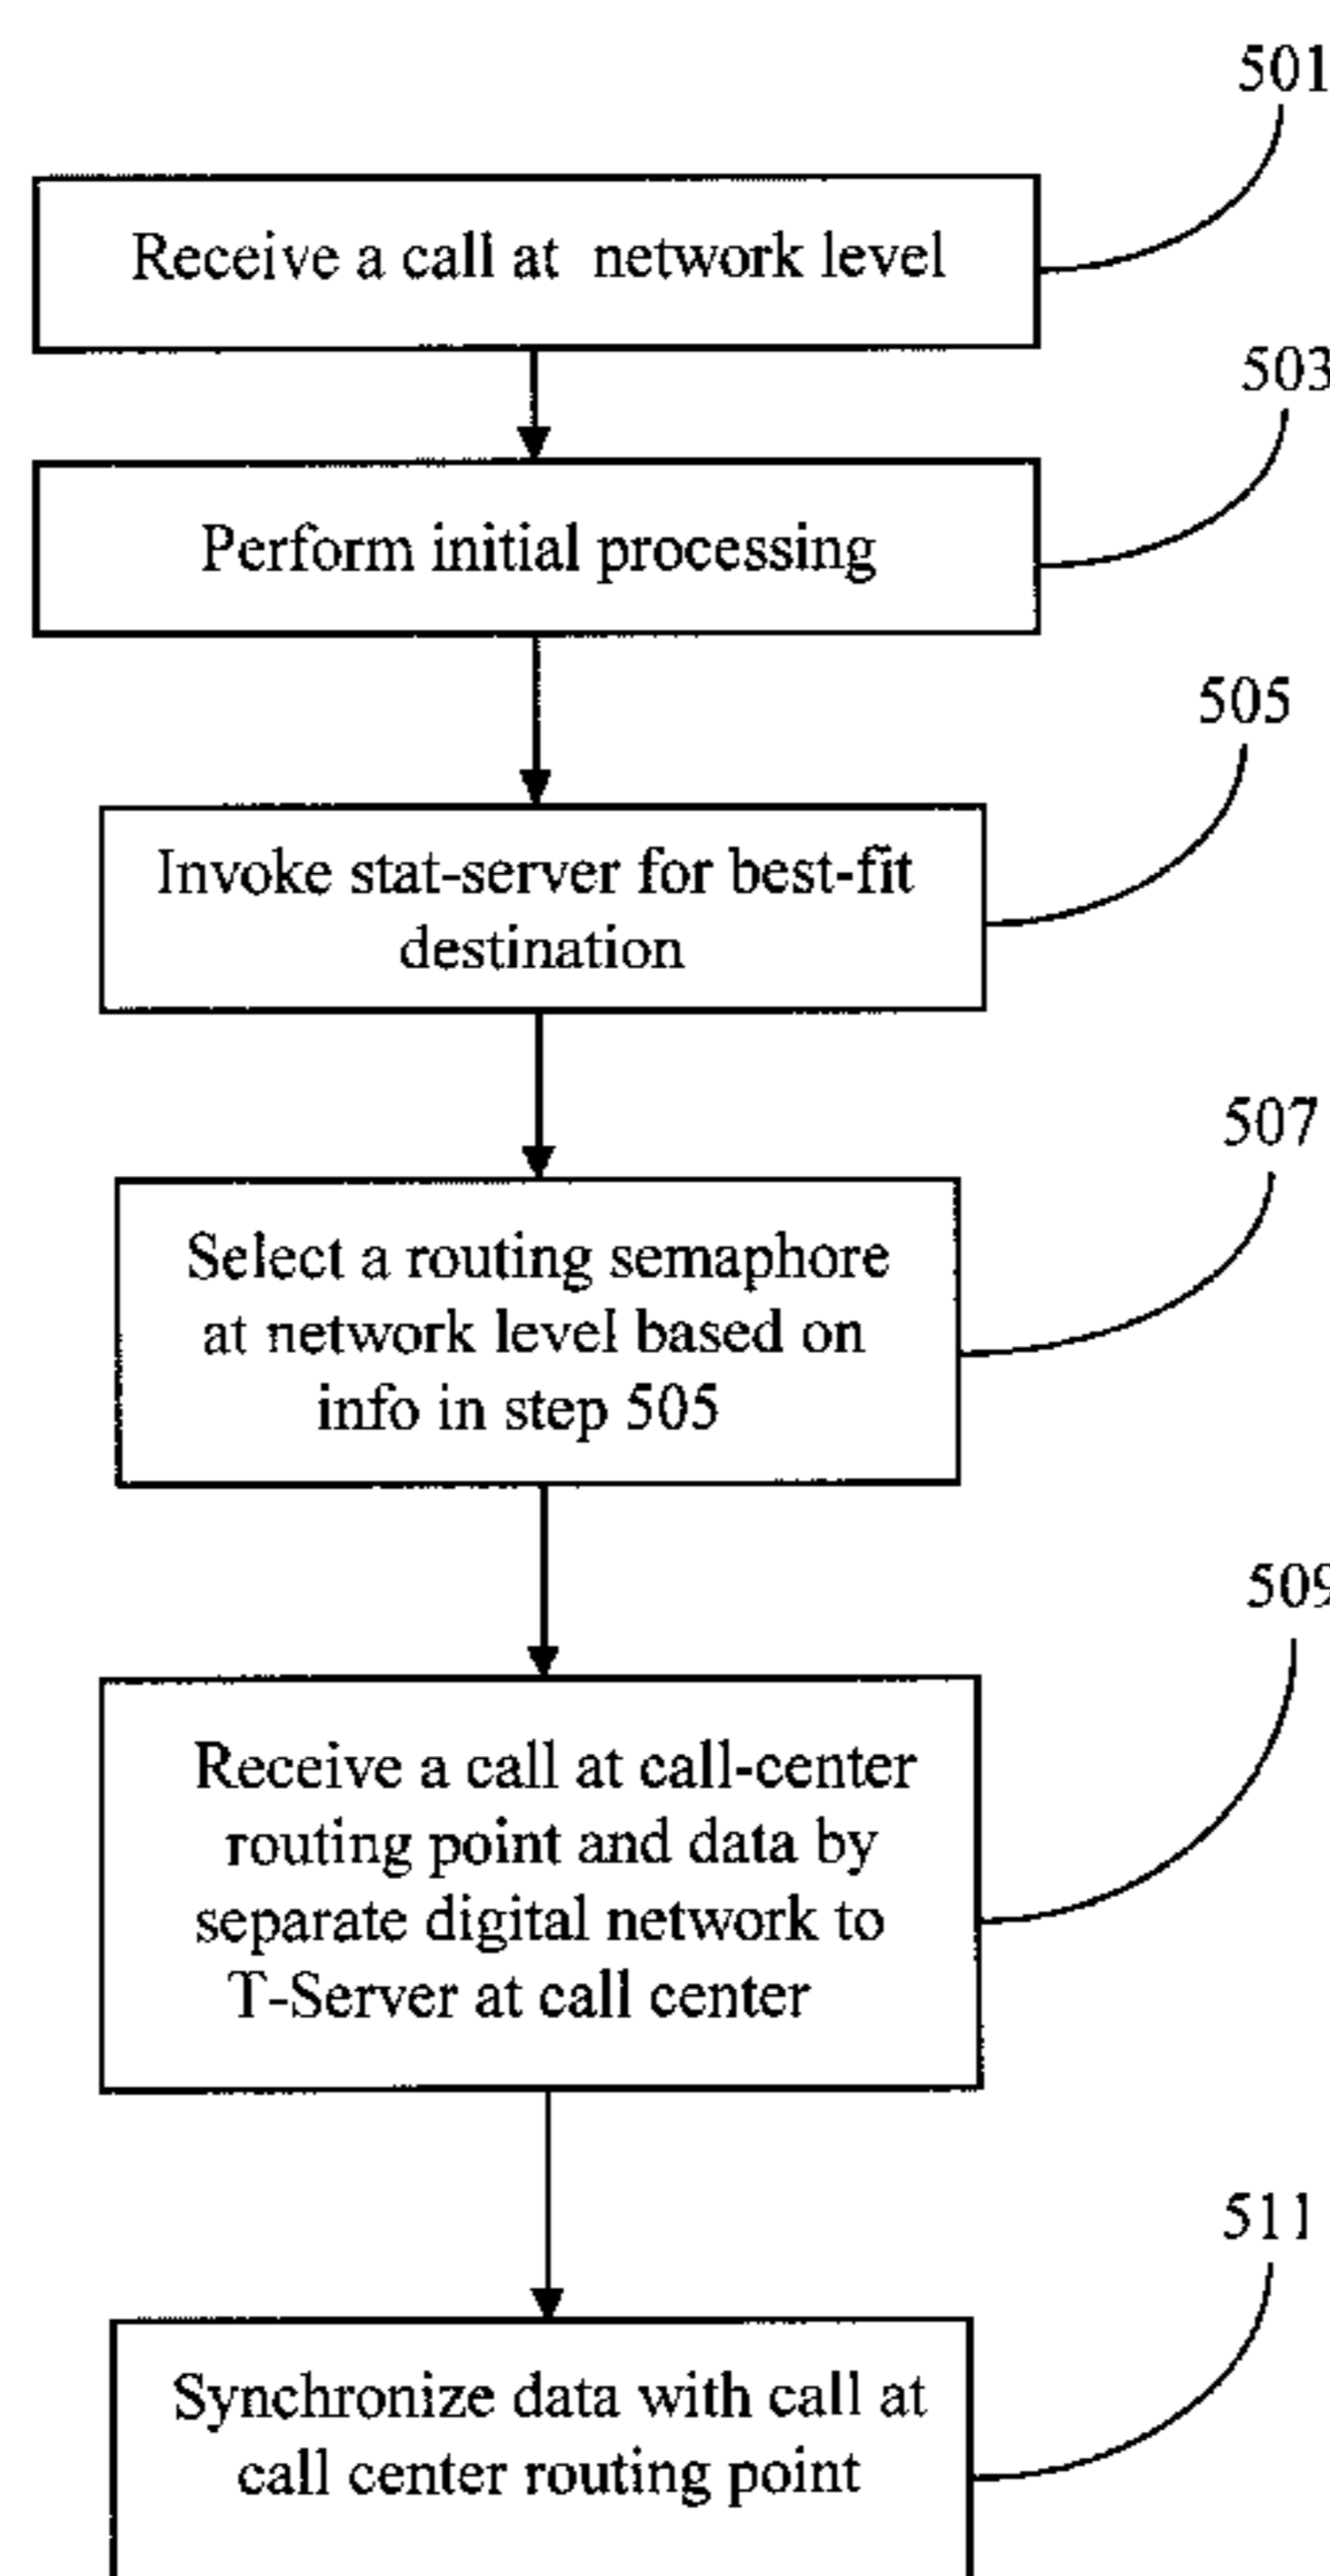 501
Receive a call at network level
503
Perform initial processing
505
Invoke stat-server for best-fit
destination
507
Select a routing semaphore
at network level based on
info in step 505
509
Receive a call at call-center
routing point and data by
separate digital network to
T-Server at call center
511
Synchronize data with call at
call center routing point